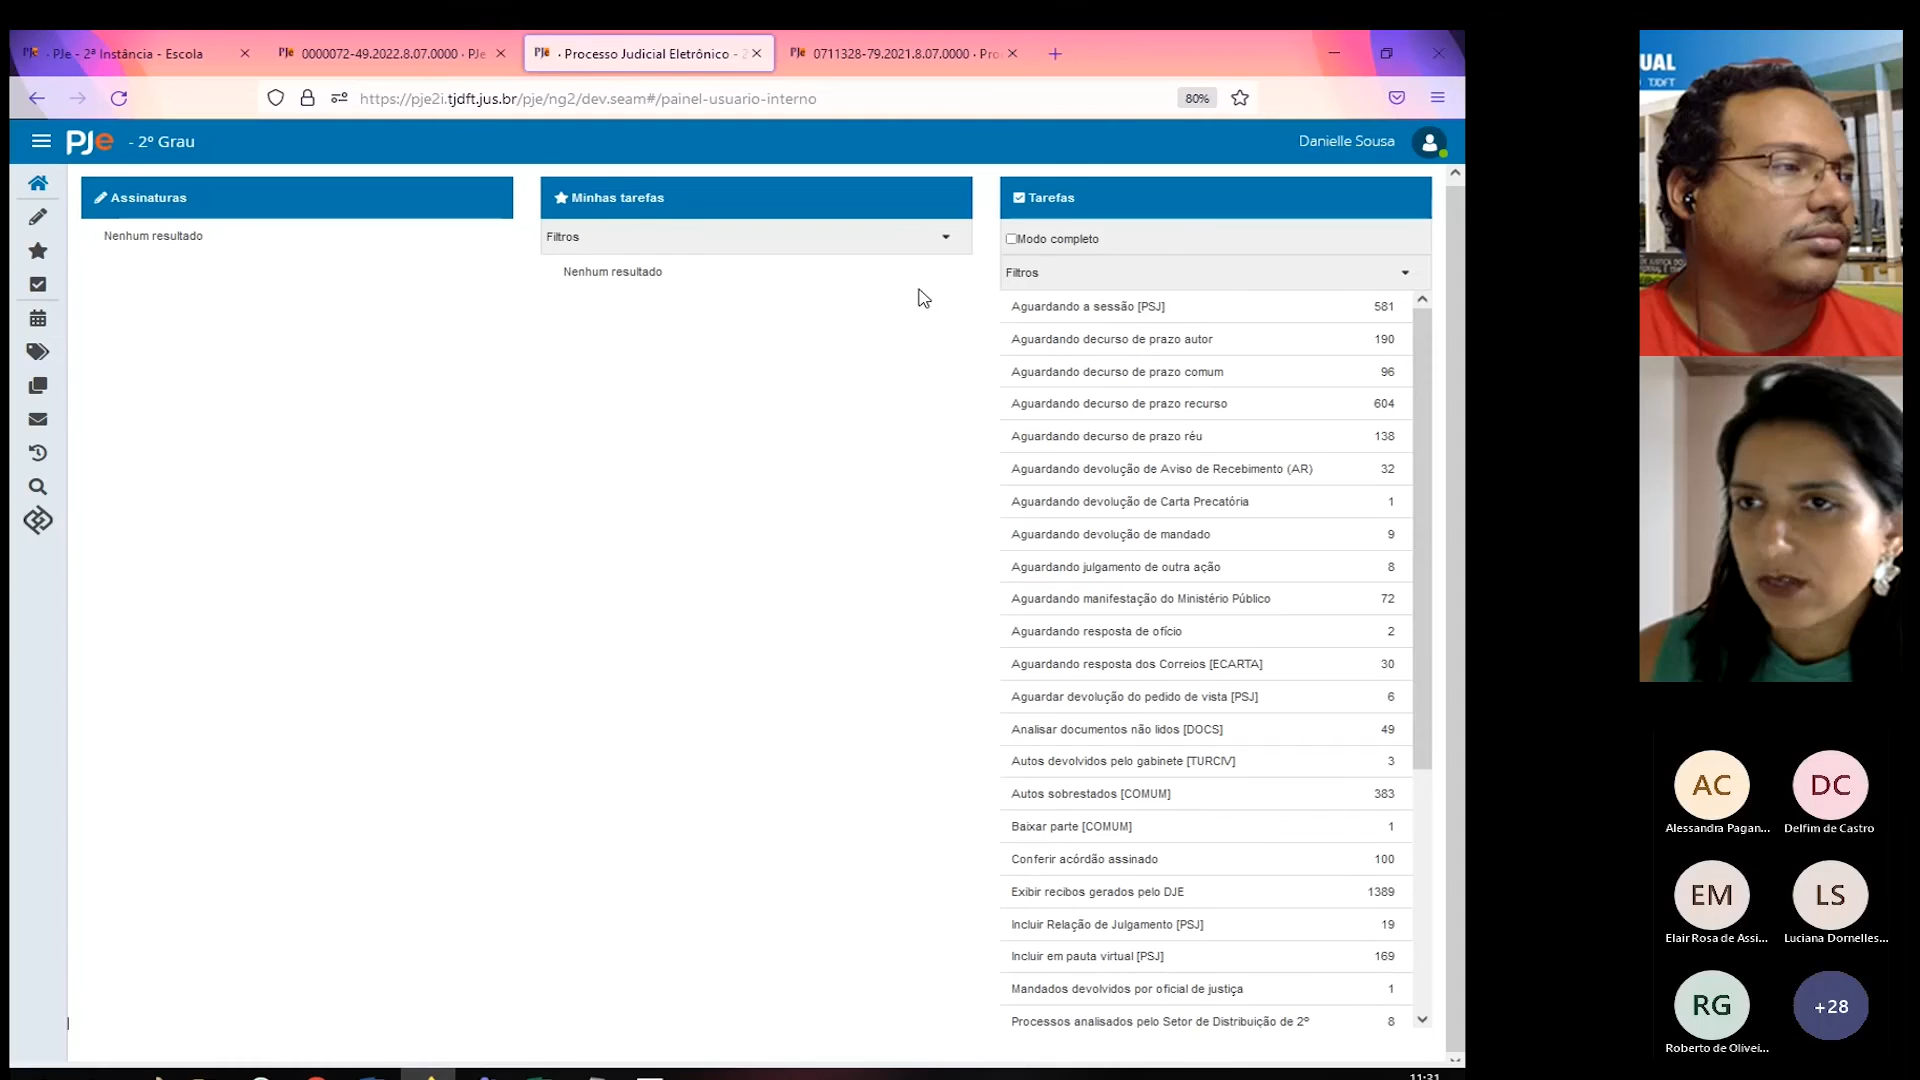 PJe - 2ª Instância - Escola
0000072-49.2022.8.07.0000 · PJe
· Processo Judicial Eletrônico - 2
0711328-79.2021.8.07.0000 · Pro
https://pje2i.tjdft.jus.br/pje/ng2/dev.seam#/painel-usuario-interno
80%
PJe - 2º Grau
Danielle Sousa
Assinaturas
Nenhum resultado
Minhas tarefas
Filtros
Nenhum resultado
Tarefas
Modo completo
Filtros
Aguardando a sessão [PSJ] 581
Aguardando decurso de prazo autor 190
Aguardando decurso de prazo comum 96
Aguardando decurso de prazo recurso 604
Aguardando decurso de prazo réu 138
Aguardando devolução de Aviso de Recebimento (AR) 32
Aguardando devolução de Carta Precatória 1
Aguardando devolução de mandado 9
Aguardando julgamento de outra ação 8
Aguardando manifestação do Ministério Público 72
Aguardando resposta de ofício 2
Aguardando resposta dos Correios [ECARTA] 30
Aguardar devolução do pedido de vista [PSJ] 6
Analisar documentos não lidos [DOCS] 49
Autos devolvidos pelo gabinete [TURCIV] 3
Autos sobrestados [COMUM] 383
Baixar parte [COMUM] 1
Conferir acórdão assinado 100
Exibir recibos gerados pelo DJE 1389
Incluir Relação de Julgamento [PSJ] 19
Incluir em pauta virtual [PSJ] 169
Mandados devolvidos por oficial de justiça 1
Processos analisados pelo Setor de Distribuição de 2º 8
11:31
UAL
TJDFT
AC
Alessandra Pagan...
DC
Delfim de Castro
EM
Elair Rosa de Assi...
LS
Luciana Dornelles...
RG
Roberto de Olivei...
+28